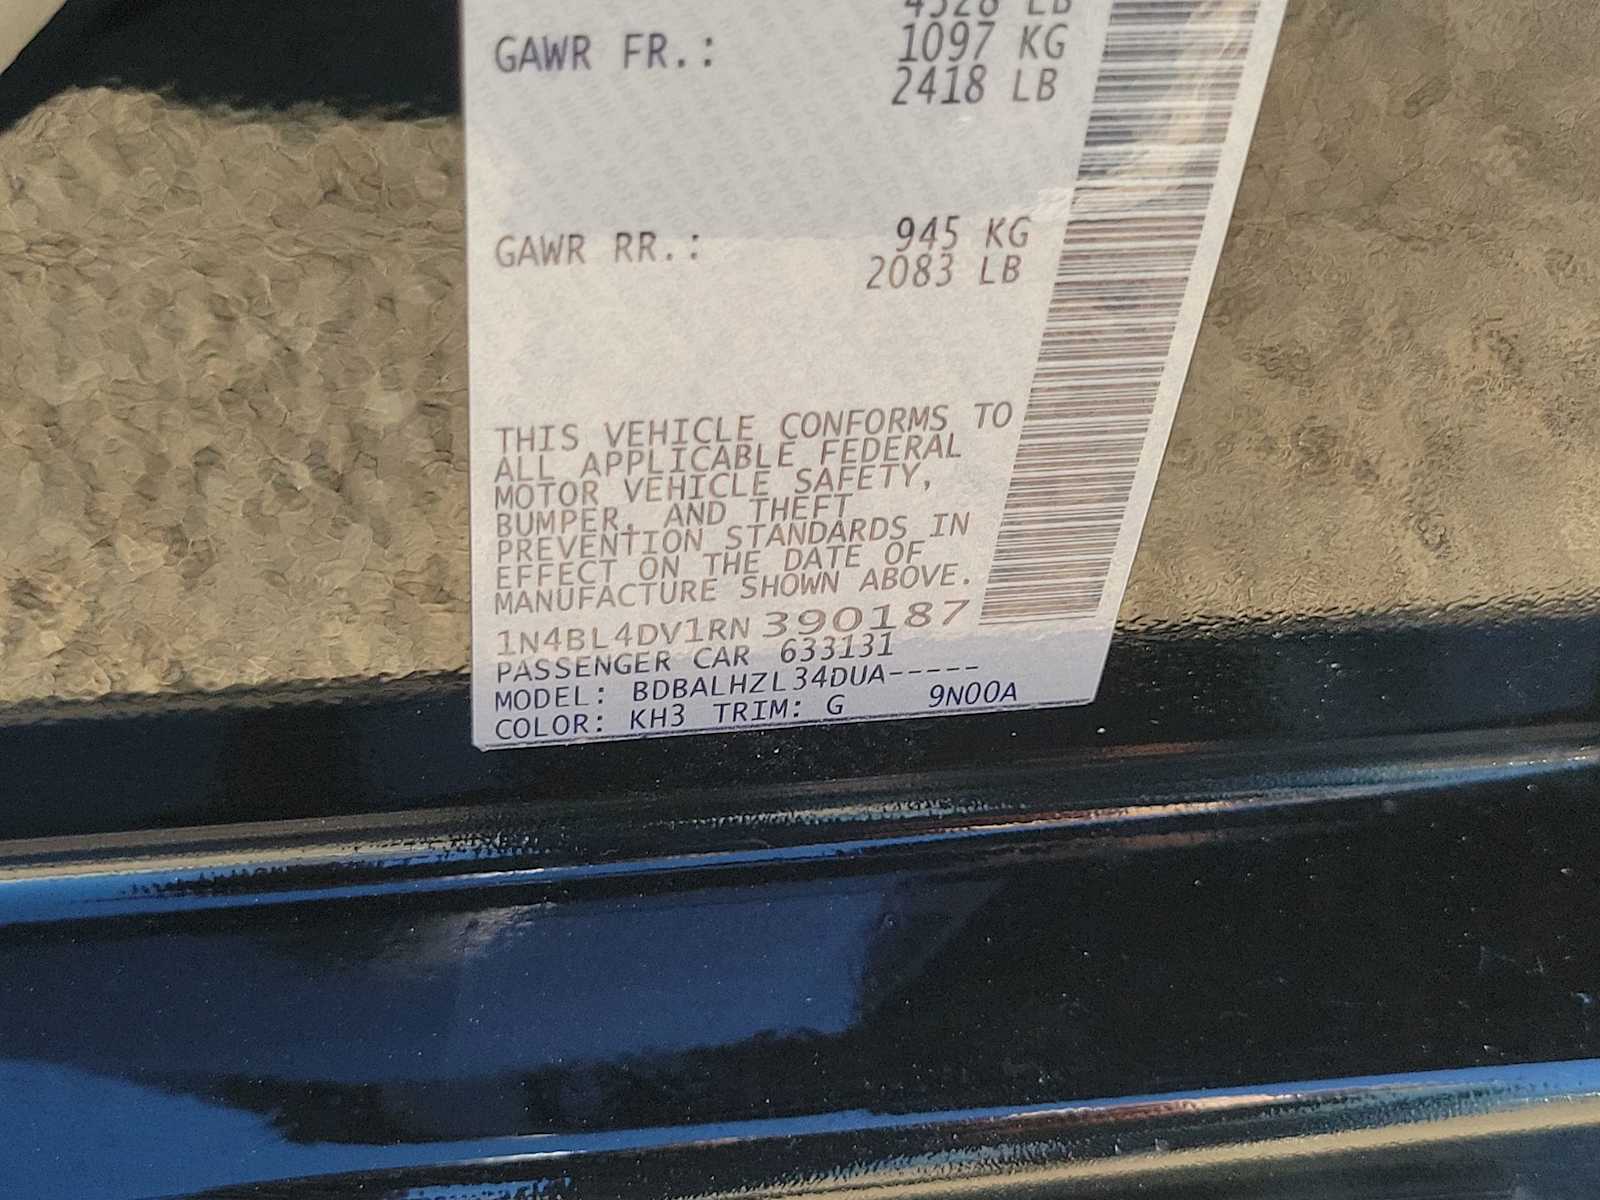 4528 LB
GAWR FR.: 1097 KG
2418 LB
GAWR RR.: 945 KG
2083 LB
THIS VEHICLE CONFORMS TO
ALL APPLICABLE FEDERAL
MOTOR VEHICLE SAFETY,
BUMPER, AND THEFT
PREVENTION STANDARDS IN
EFFECT ON THE DATE OF
MANUFACTURE SHOWN ABOVE.
1N4BL4DV1RN390187
PASSENGER CAR 633131
MODEL: BDBALHZL34DUA-----
COLOR: KH3 TRIM: G 9N00A